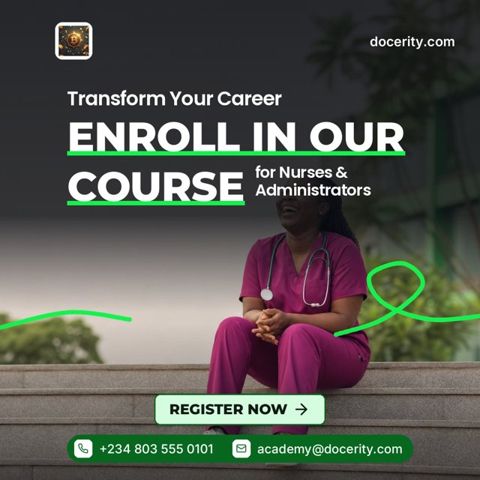 docerity.com
Transform Your Career
ENROLL IN OUR
COURSE
for Nurses &
Administrators
REGISTER NOW
+234 803 555 0101
academy@docerity.com